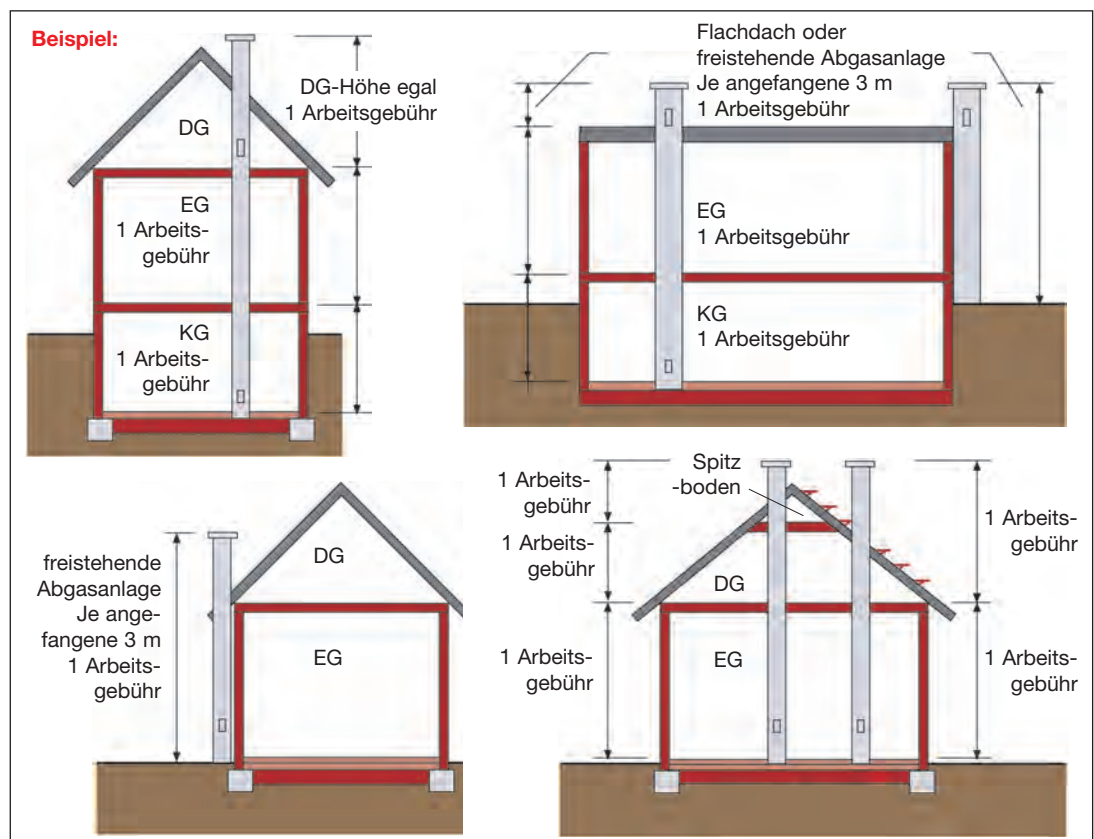 Beispiel:
DG-Höhe egal
1 Arbeitsgebühr
DG
EG
1 Arbeits-
gebühr
KG
1 Arbeits-
gebühr
Flachdach oder
freistehende Abgasanlage
Je angefangene 3 m
1 Arbeitsgebühr
EG
1 Arbeitsgebühr
KG
1 Arbeitsgebühr
freistehende
Abgasanlage
Je ange-
fangene 3 m
1 Arbeits-
gebühr
DG
EG
1 Arbeits-
gebühr
1 Arbeits-
gebühr
1 Arbeits-
gebühr
Spitz
-boden
DG
EG
1 Arbeits-
gebühr
1 Arbeits-
gebühr